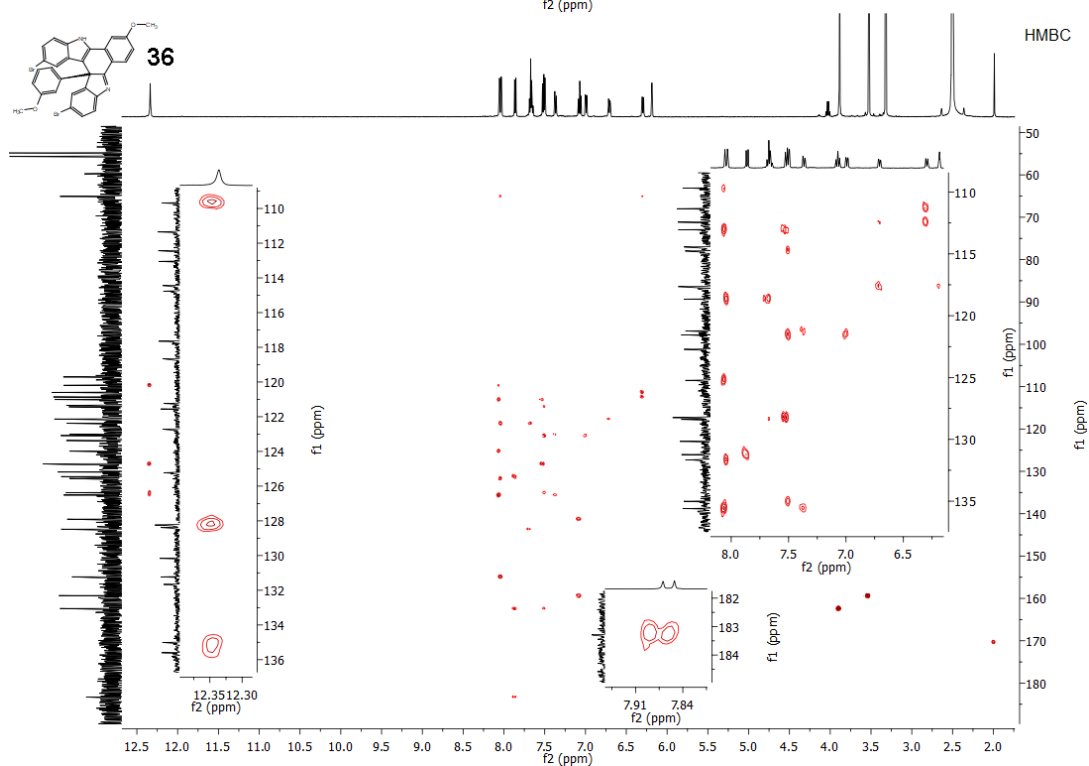 f2 (ppm)
HMBC
O
CH₃
NH
36
Br
N
H₃C
O
Br
50
60
70
80
90
100
110
120
130
140
150
160
170
180
f1 (ppm)
110
112
114
116
118
120
122
124
126
128
130
132
134
136
f1 (ppm)
12.35 12.30
f2 (ppm)
110
115
120
125
130
135
f1 (ppm)
8.0 7.5 7.0 6.5
f2 (ppm)
182
183
184
f1 (ppm)
7.91 7.84
f2 (ppm)
12.5 12.0 11.5 11.0 10.5 10.0 9.5 9.0 8.5 8.0 7.5 7.0 6.5 6.0 5.5 5.0 4.5 4.0 3.5 3.0 2.5 2.0
f2 (ppm)